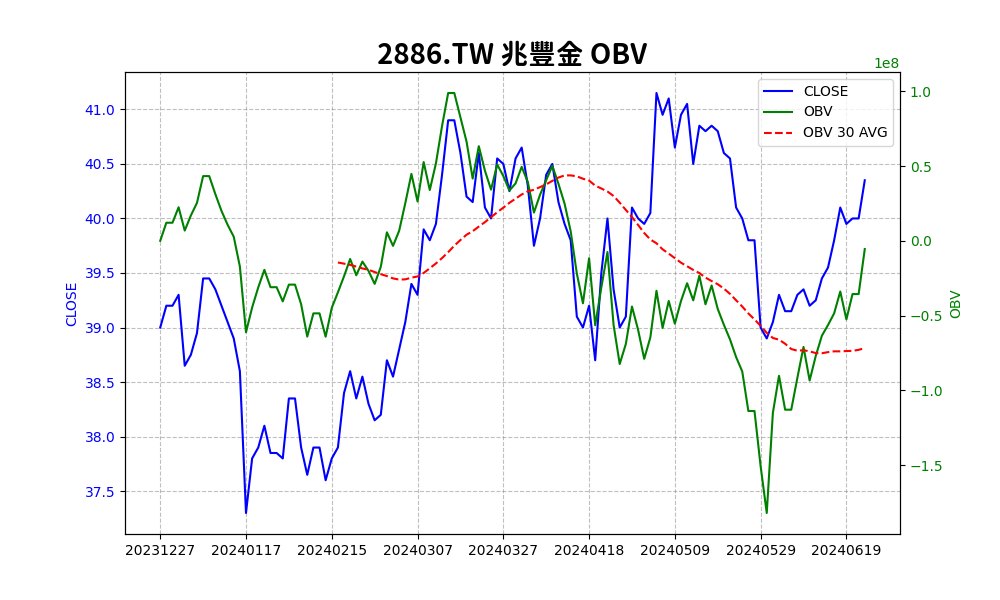 2886.TW 兆豐金 OBV
1e8
CLOSE
OBV
OBV 30 AVG
41.0
40.5
40.0
39.5
39.0
38.5
38.0
37.5
CLOSE
1.0
0.5
0.0
−0.5
−1.0
−1.5
OBV
20231227 20240117 20240215 20240307 20240327 20240418 20240509 20240529 20240619